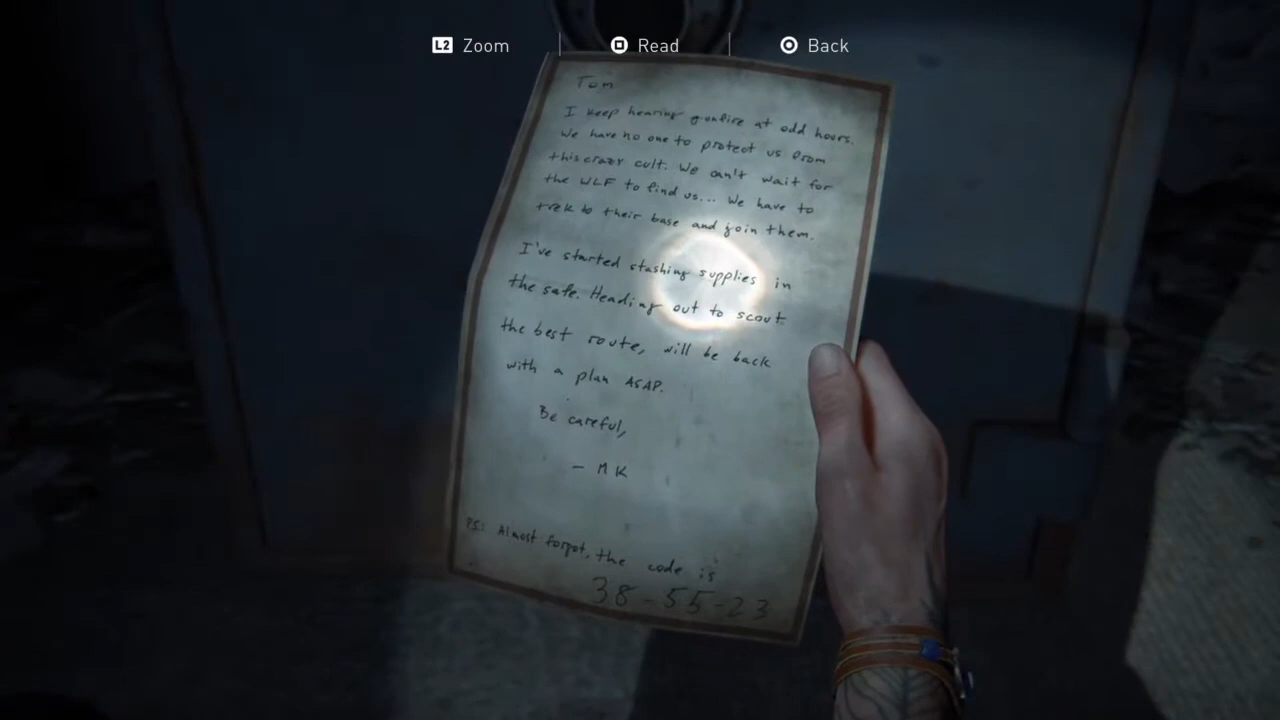 L2 Zoom Read Back
Tom
I keep hearing gunfire at odd hours.
We have no one to protect us from
this crazy cult. We can't wait for
the WLF to find us... We have to
trek to their base and join them.
I've started stashing supplies in
the safe. Heading out to scout
the best route, will be back
with a plan ASAP.
Be careful,
- MK
P.S.: Almost forgot, the code is
38-55-23